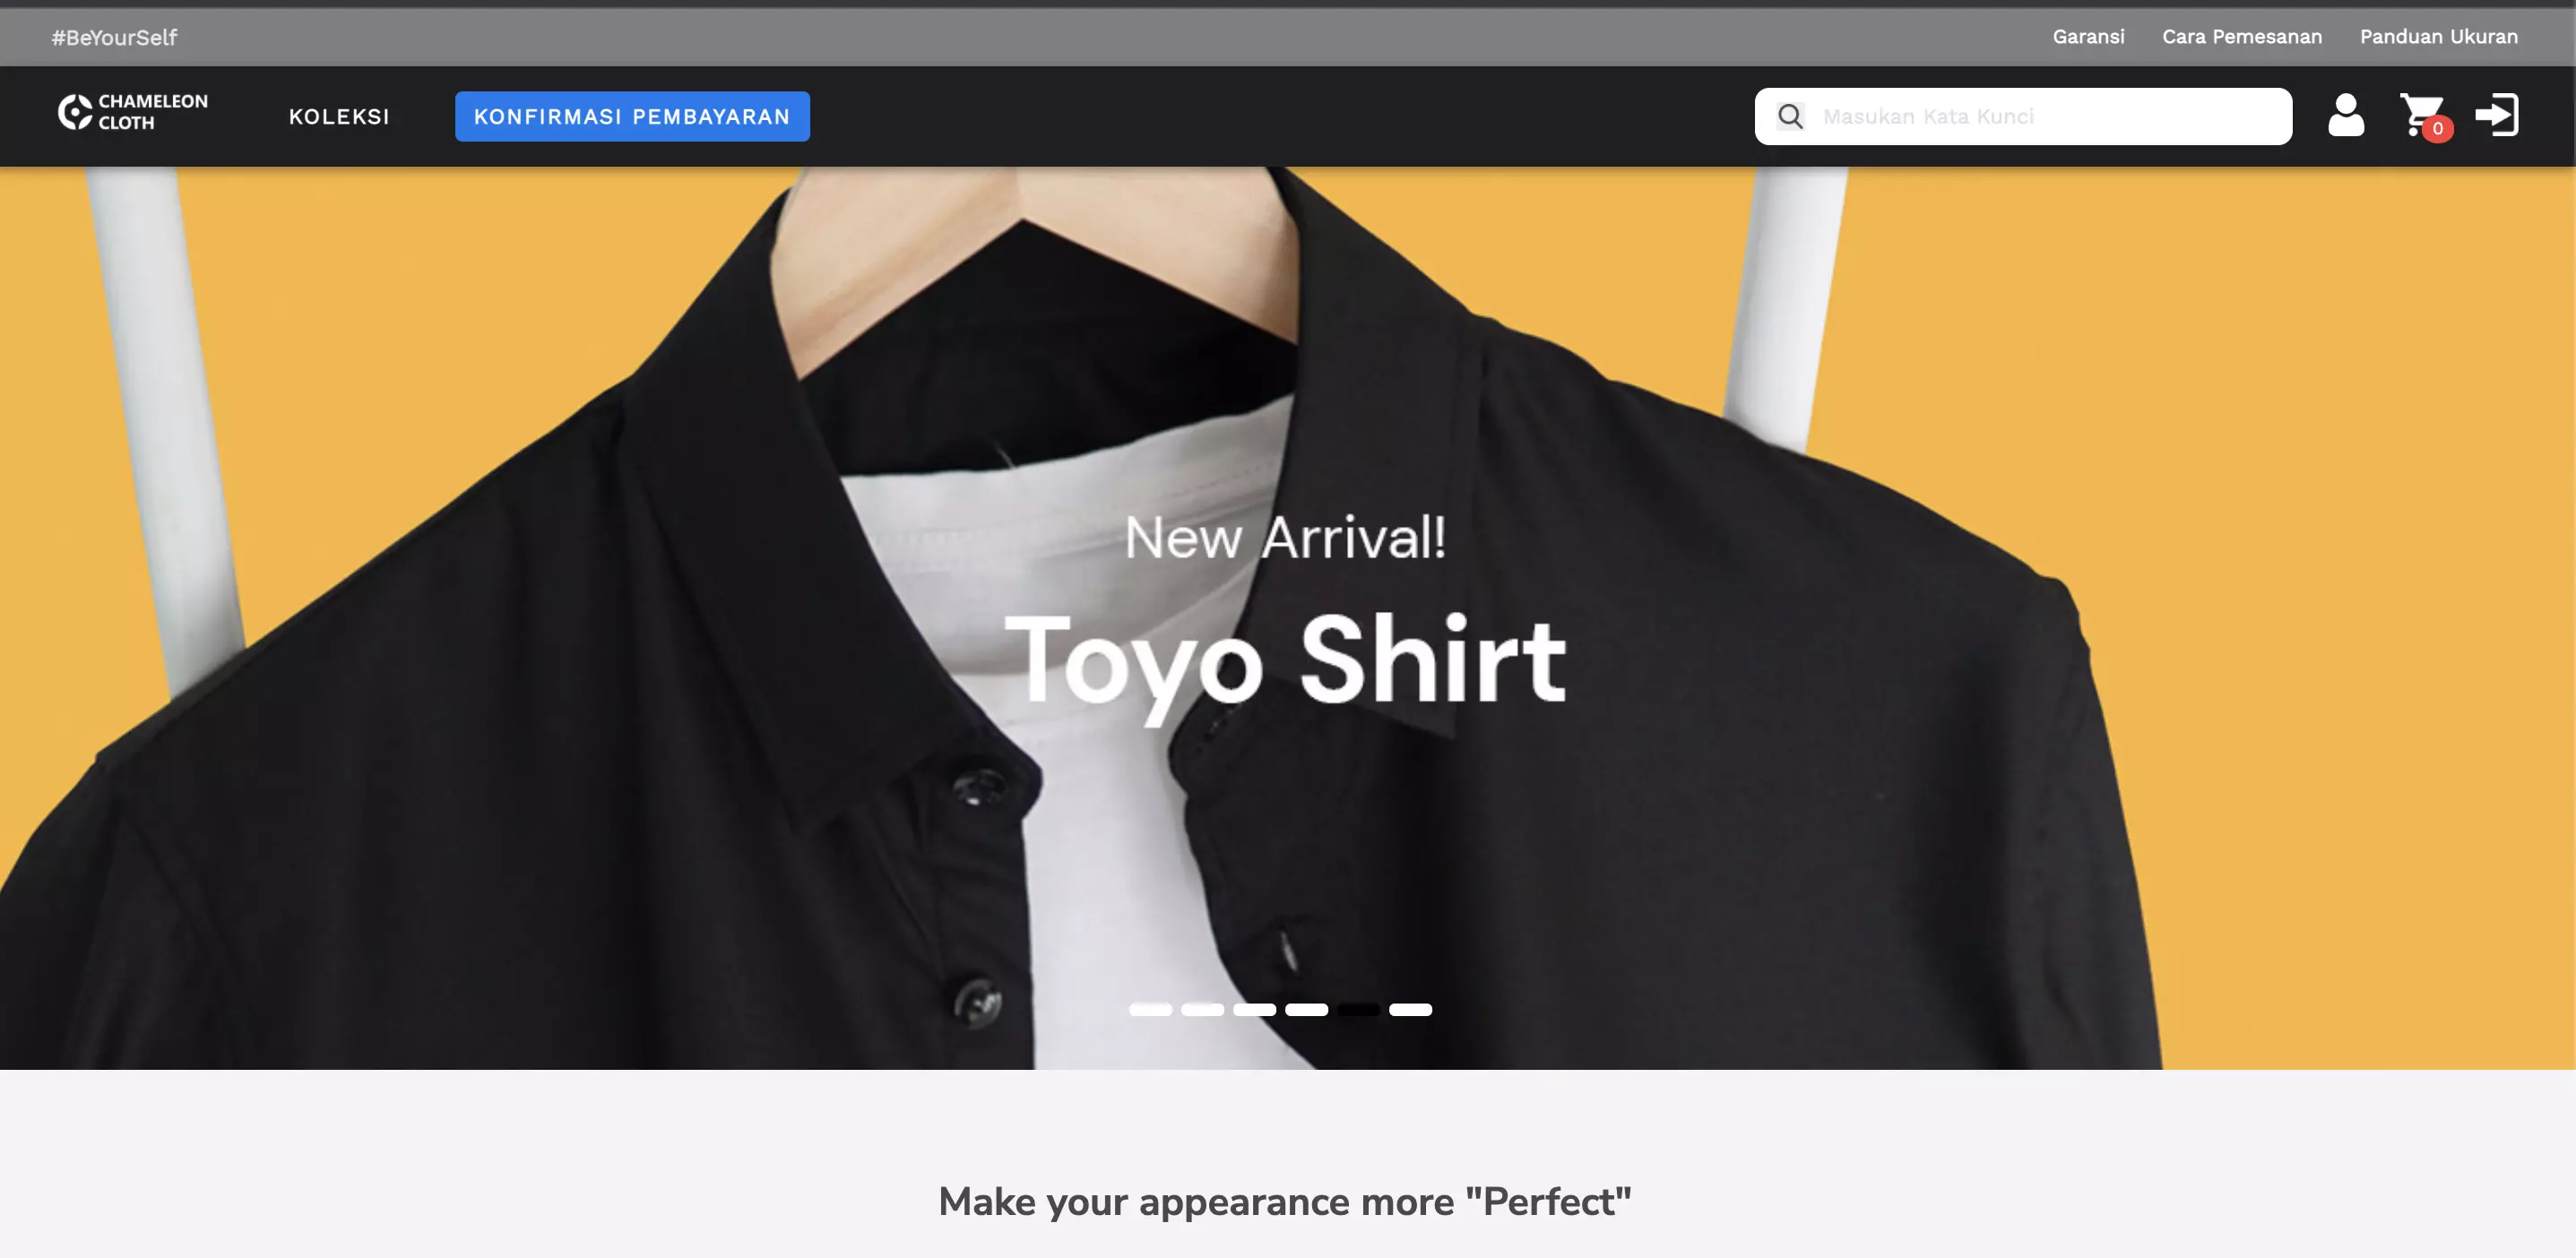 #BeYourSelf
Garansi
Cara Pemesanan
Panduan Ukuran
CHAMELEON
CLOTH
KOLEKSI
KONFIRMASI PEMBAYARAN
Masukan Kata Kunci
0
New Arrival!
Toyo Shirt
Make your appearance more "Perfect"